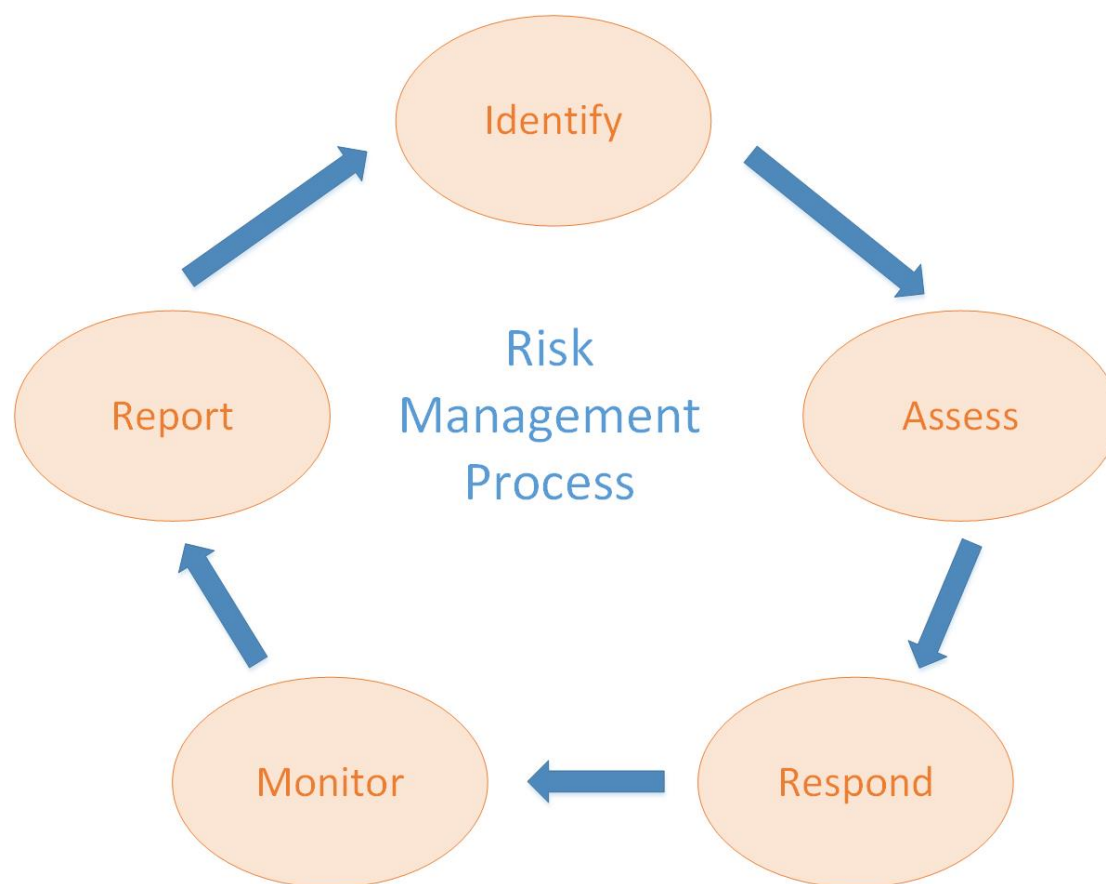 Identify
Risk
Management
Process
Report
Assess
Monitor
Respond